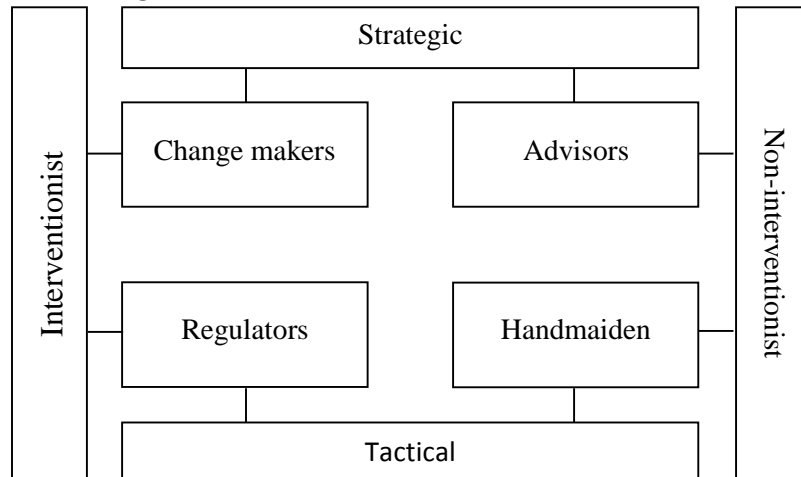 Strategic
Change makers
Advisors
Interventionist
Non-interventionist
Regulators
Handmaiden
Tactical